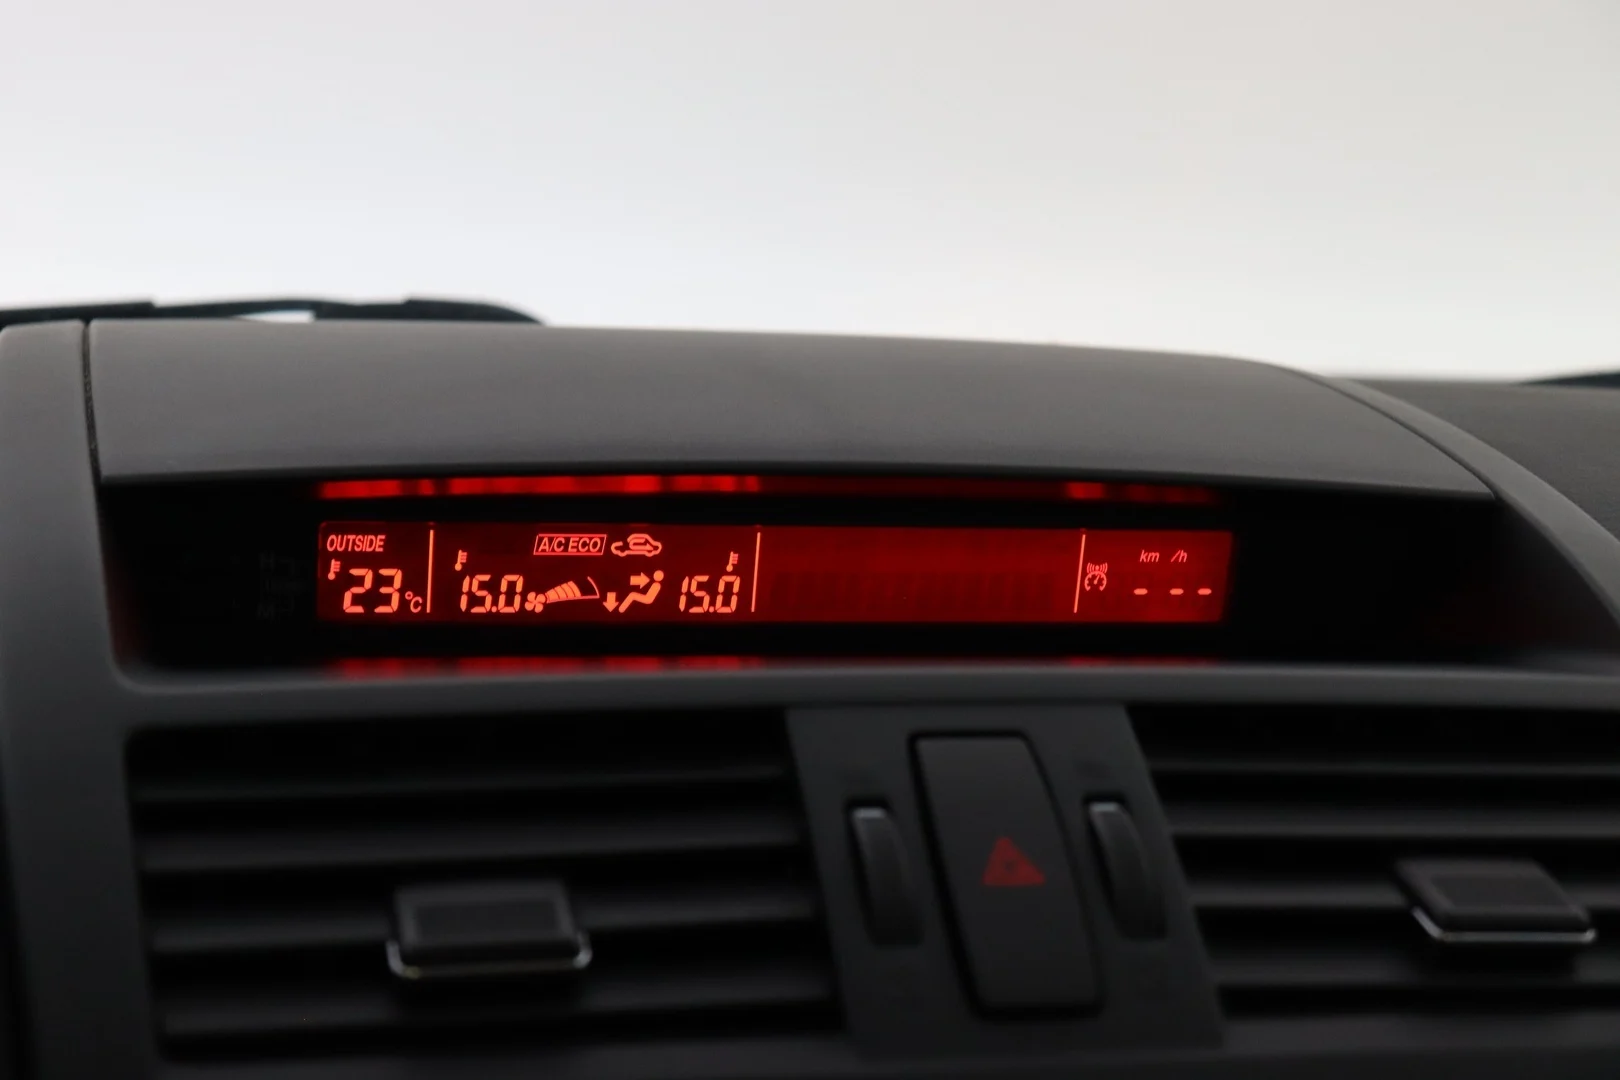 OUTSIDE A/C ECO km/h
23°C 15.0 15.0 - - -